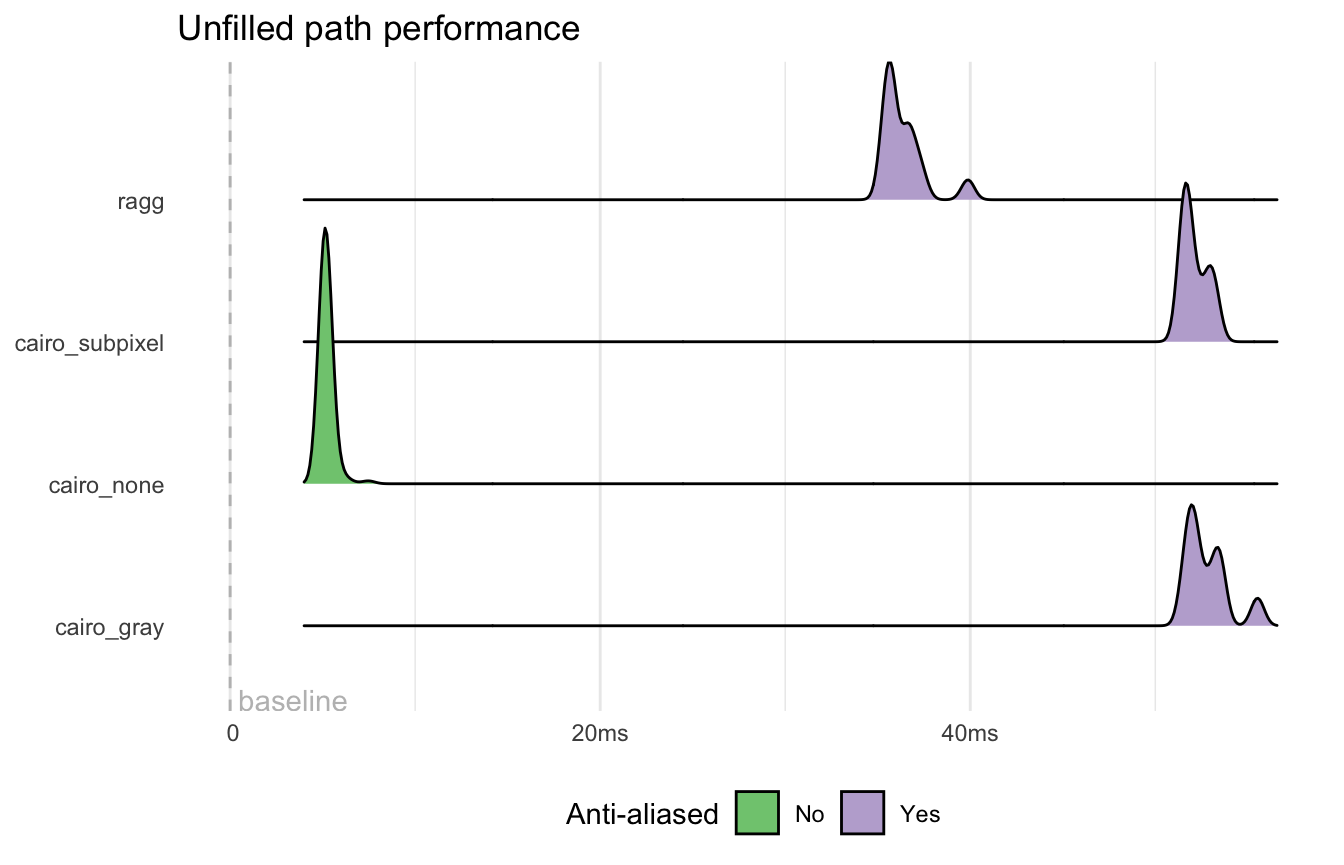 Unfilled path performance
ragg
cairo_subpixel
cairo_none
cairo_gray
baseline
0 20ms 40ms
Anti-aliased No Yes